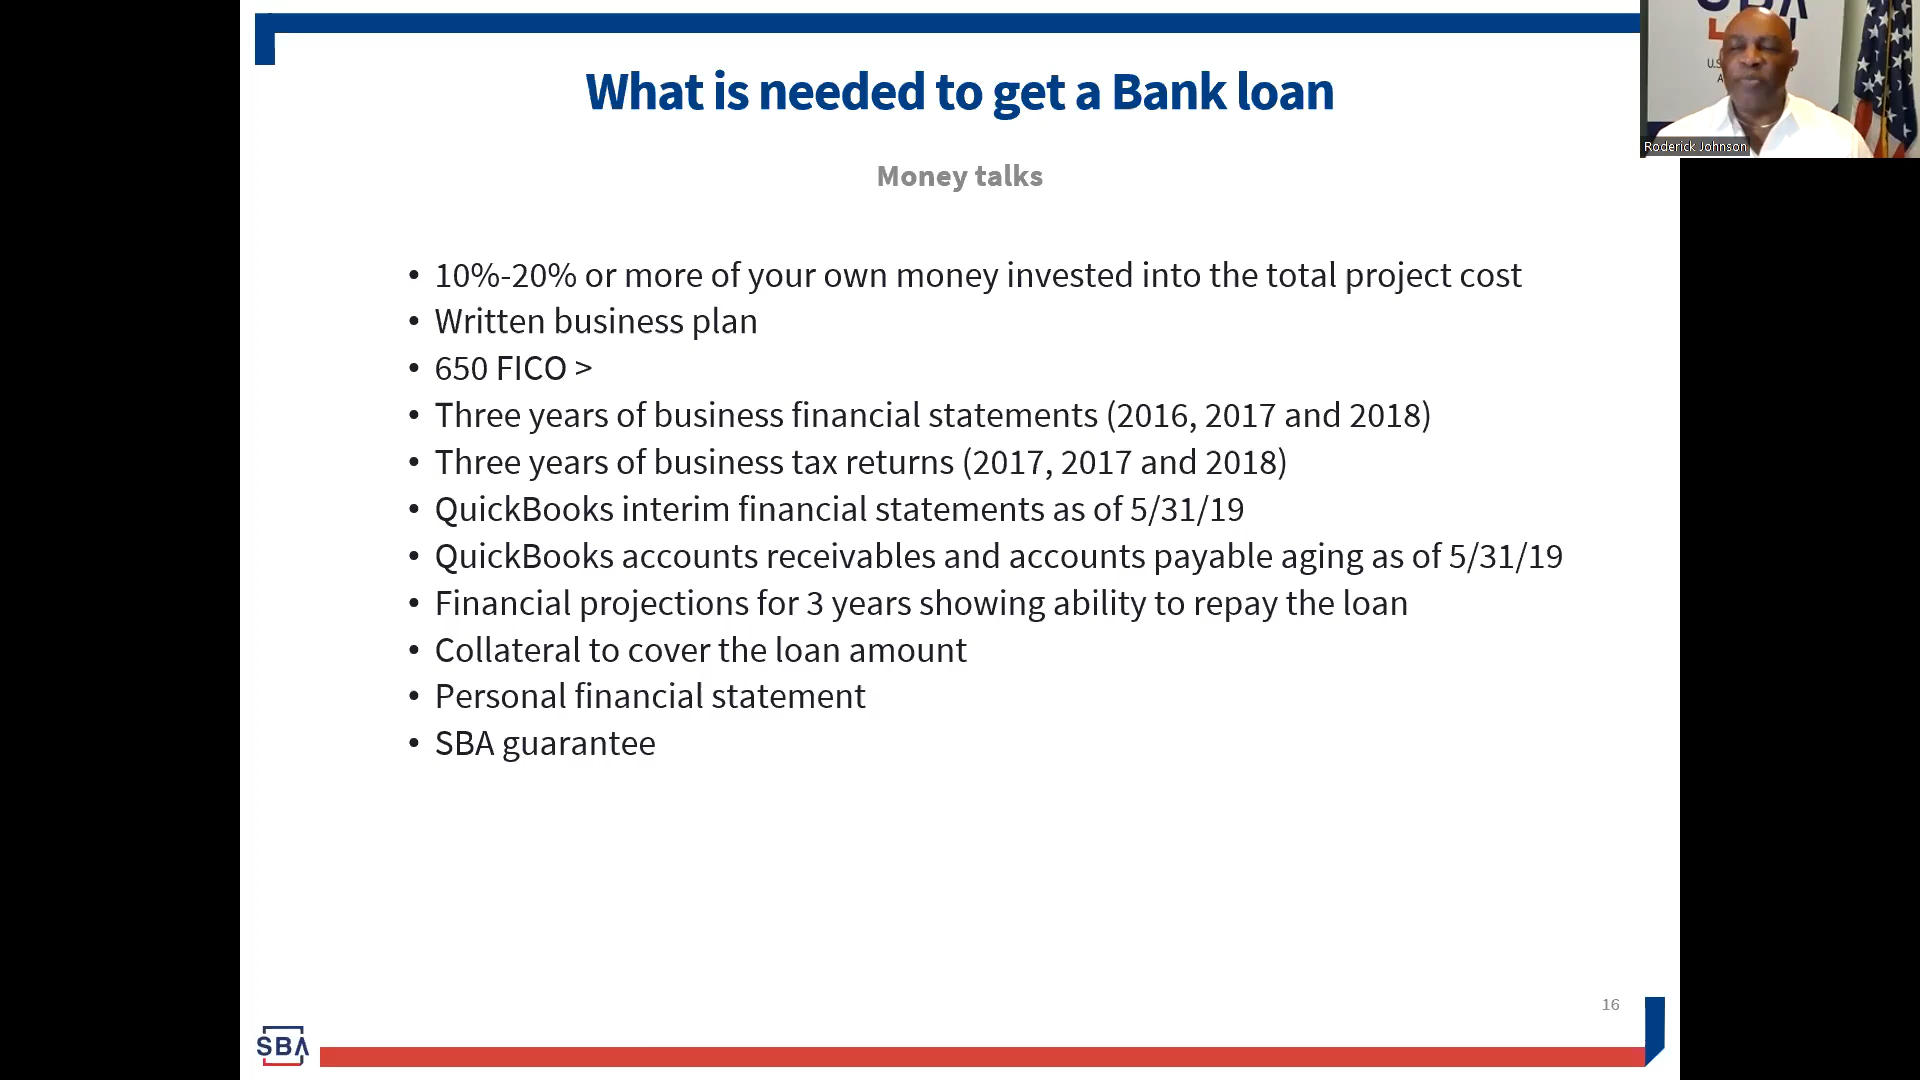 What is needed to get a Bank loan
Money talks
• 10%-20% or more of your own money invested into the total project cost
• Written business plan
• 650 FICO >
• Three years of business financial statements (2016, 2017 and 2018)
• Three years of business tax returns (2017, 2017 and 2018)
• QuickBooks interim financial statements as of 5/31/19
• QuickBooks accounts receivables and accounts payable aging as of 5/31/19
• Financial projections for 3 years showing ability to repay the loan
• Collateral to cover the loan amount
• Personal financial statement
• SBA guarantee
16
SBA
SBA
Roderick Johnson